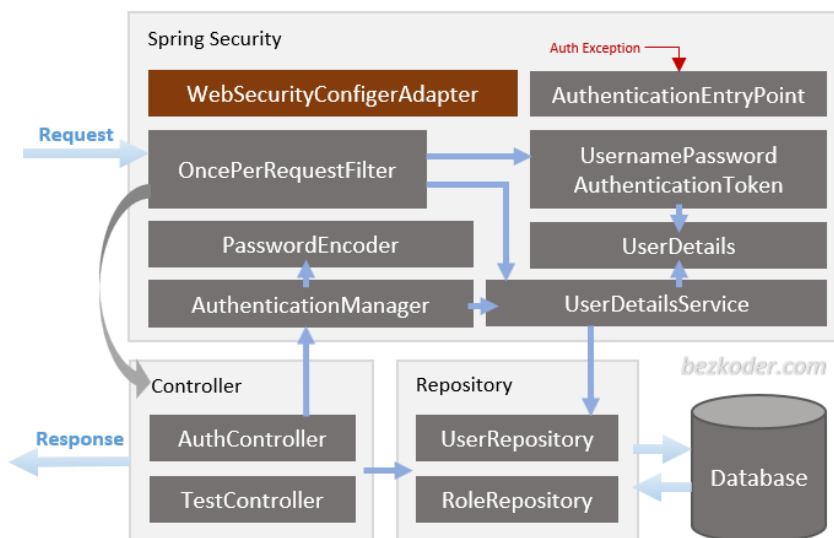 Spring Security
Auth Exception
WebSecurityConfigerAdapter
AuthenticationEntryPoint
Request
OncePerRequestFilter
UsernamePassword
AuthenticationToken
PasswordEncoder
UserDetails
AuthenticationManager
UserDetailsService
bezkoder.com
Controller
Repository
Response
AuthController
UserRepository
Database
TestController
RoleRepository